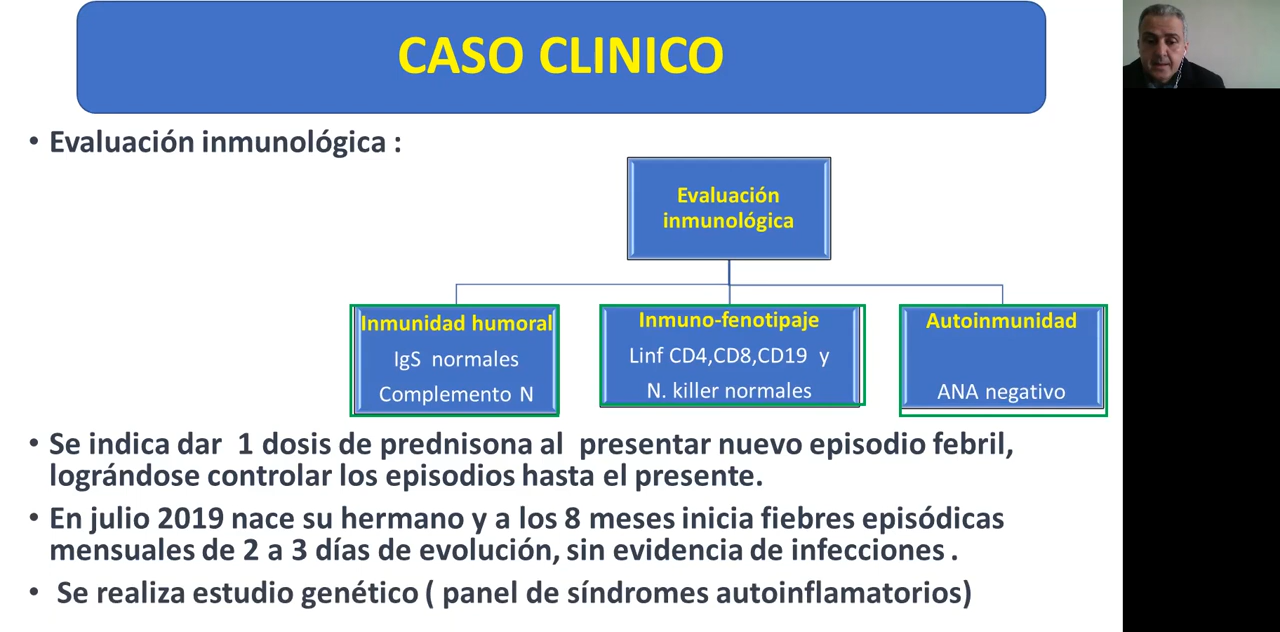 CASO CLINICO
• Evaluación inmunológica :
Evaluación
inmunológica
Inmunidad humoral
IgS normales
Complemento N
Inmuno-fenotipaje
Linf CD4,CD8,CD19 y
N. killer normales
Autoinmunidad
ANA negativo
• Se indica dar 1 dosis de prednisona al presentar nuevo episodio febril,
lográndose controlar los episodios hasta el presente.
• En julio 2019 nace su hermano y a los 8 meses inicia fiebres episódicas
mensuales de 2 a 3 días de evolución, sin evidencia de infecciones .
• Se realiza estudio genético ( panel de síndromes autoinflamatorios)